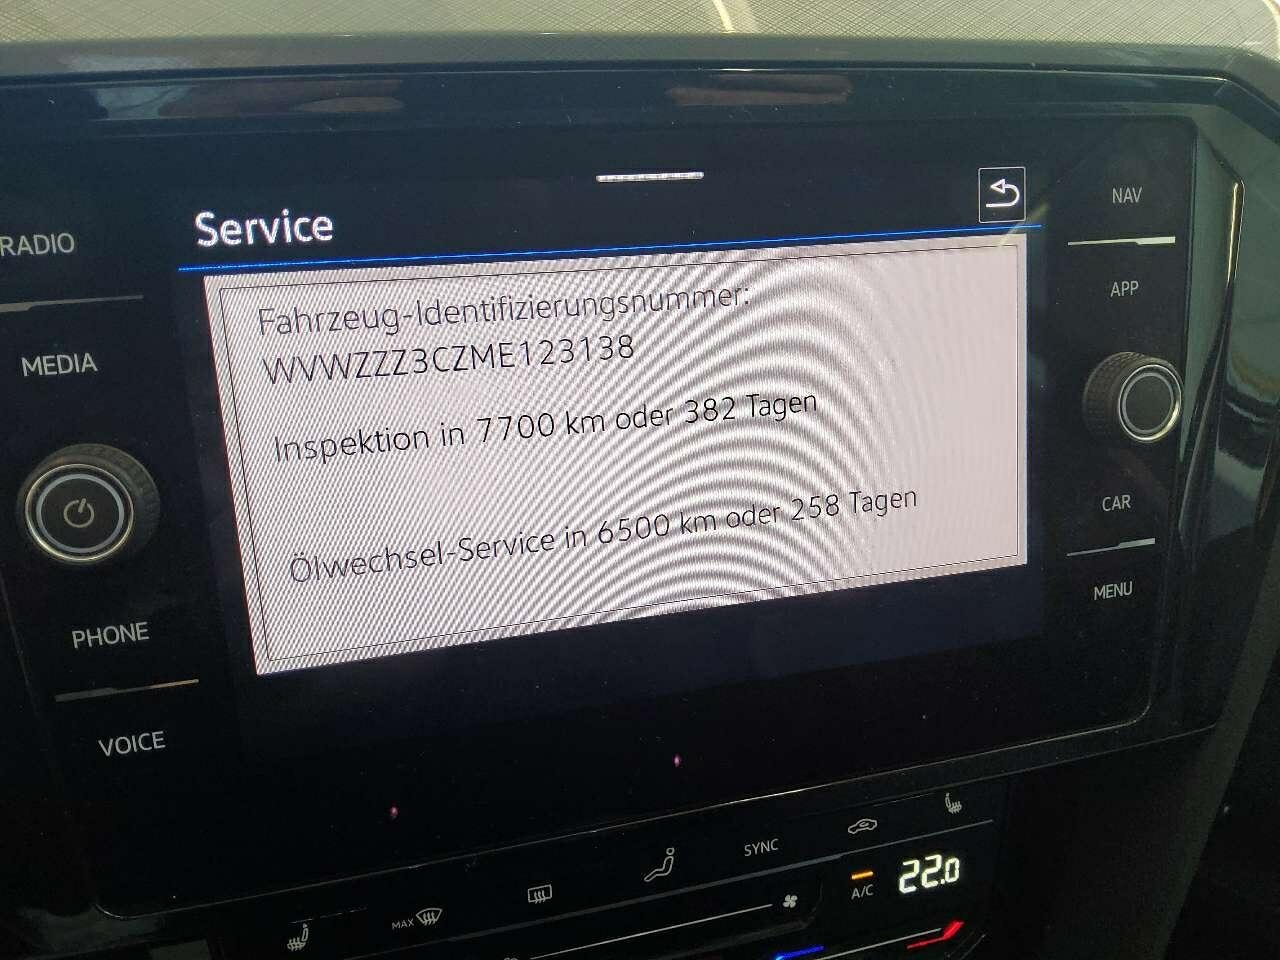 Service
Fahrzeug-Identifizierungsnummer:
WVWZZZ3CZME123138
Inspektion in 7700 km oder 382 Tagen
Ölwechsel-Service in 6500 km oder 258 Tagen
RADIO
MEDIA
PHONE
VOICE
NAV
APP
CAR
MENU
MAX
SYNC
A/C
22.0